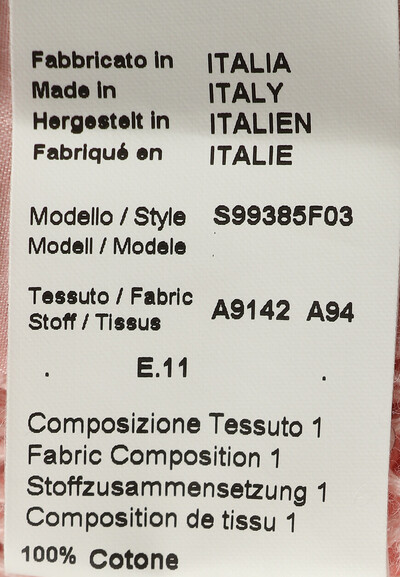 Fabbricato in ITALIA
Made in ITALY
Hergestelt in ITALIEN
Fabriqué en ITALIE
Modello / Style S99385F03
Modell / Modele
Tessuto / Fabric A9142 A94
Stoff / Tissus
. E.11 .
Composizione Tessuto 1
Fabric Composition 1
Stoffzusammensetzung 1
Composition de tissu 1
100% Cotone